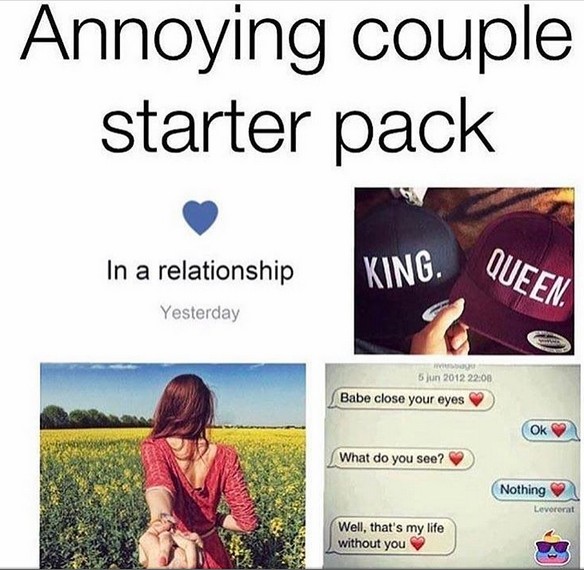 Annoying couple
starter pack
In a relationship
Yesterday
KING.
QUEEN.
5 jun 2012 22:06
Babe close your eyes ❤
Ok ❤
What do you see? ❤
Nothing ❤
Levererat
Well, that's my life
without you ❤